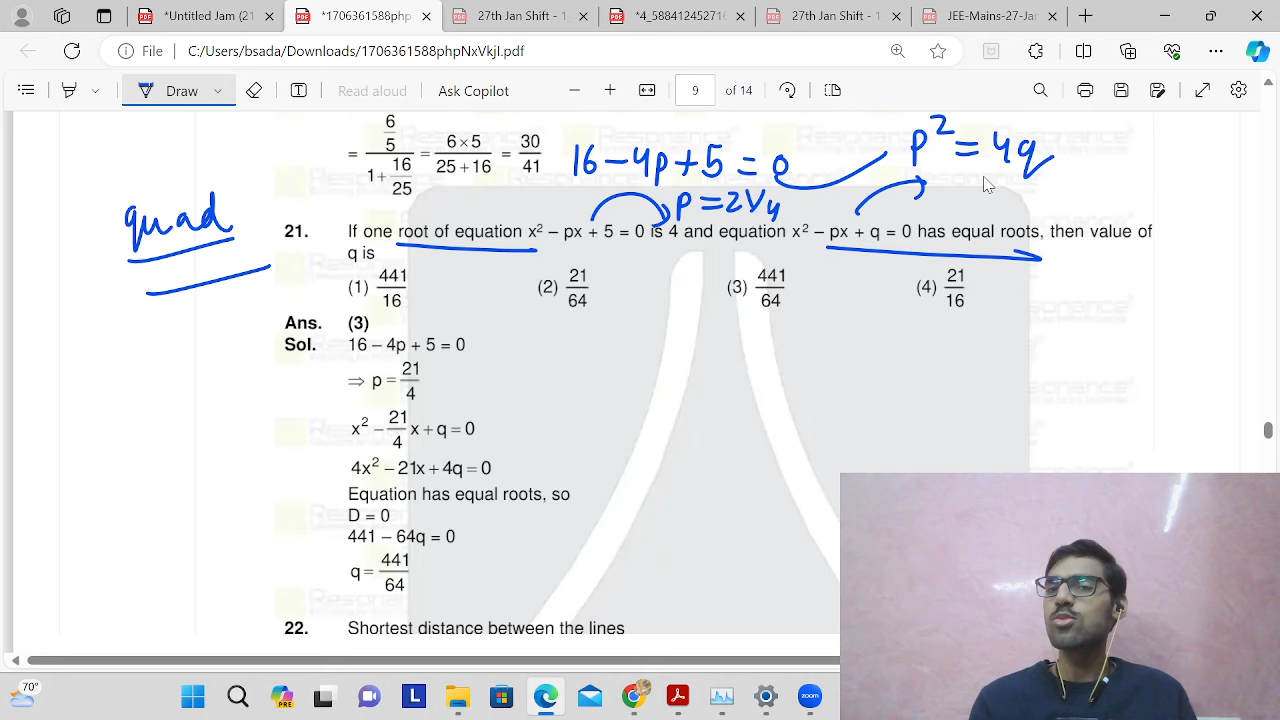 *Untitled Jam (21
*1706361588php
27th Jan Shift - 1,
*4_588412452716
27th Jan Shift - 1
JEE-Mains-27-Jan
File C:/Users/bsada/Downloads/1706361588phpNxVkjI.pdf
Draw Read aloud Ask Copilot 9 of 14
= 6/5 / (1+ 16/25) = 6×5 / 25+16 = 30/41
16 – 4p + 5 = 0
p² = 4q
p = 21/4
quad
21. If one root of equation x² – px + 5 = 0 is 4 and equation x² – px + q = 0 has equal roots, then value of
q is
(1) 441/16 (2) 21/64 (3) 441/64 (4) 21/16
Ans. (3)
Sol. 16 – 4p + 5 = 0
⇒ p = 21/4
x² – 21/4 x + q = 0
4x² – 21x + 4q = 0
Equation has equal roots, so
D = 0
441 – 64q = 0
q = 441/64
22. Shortest distance between the lines
70°
PRE
zoom